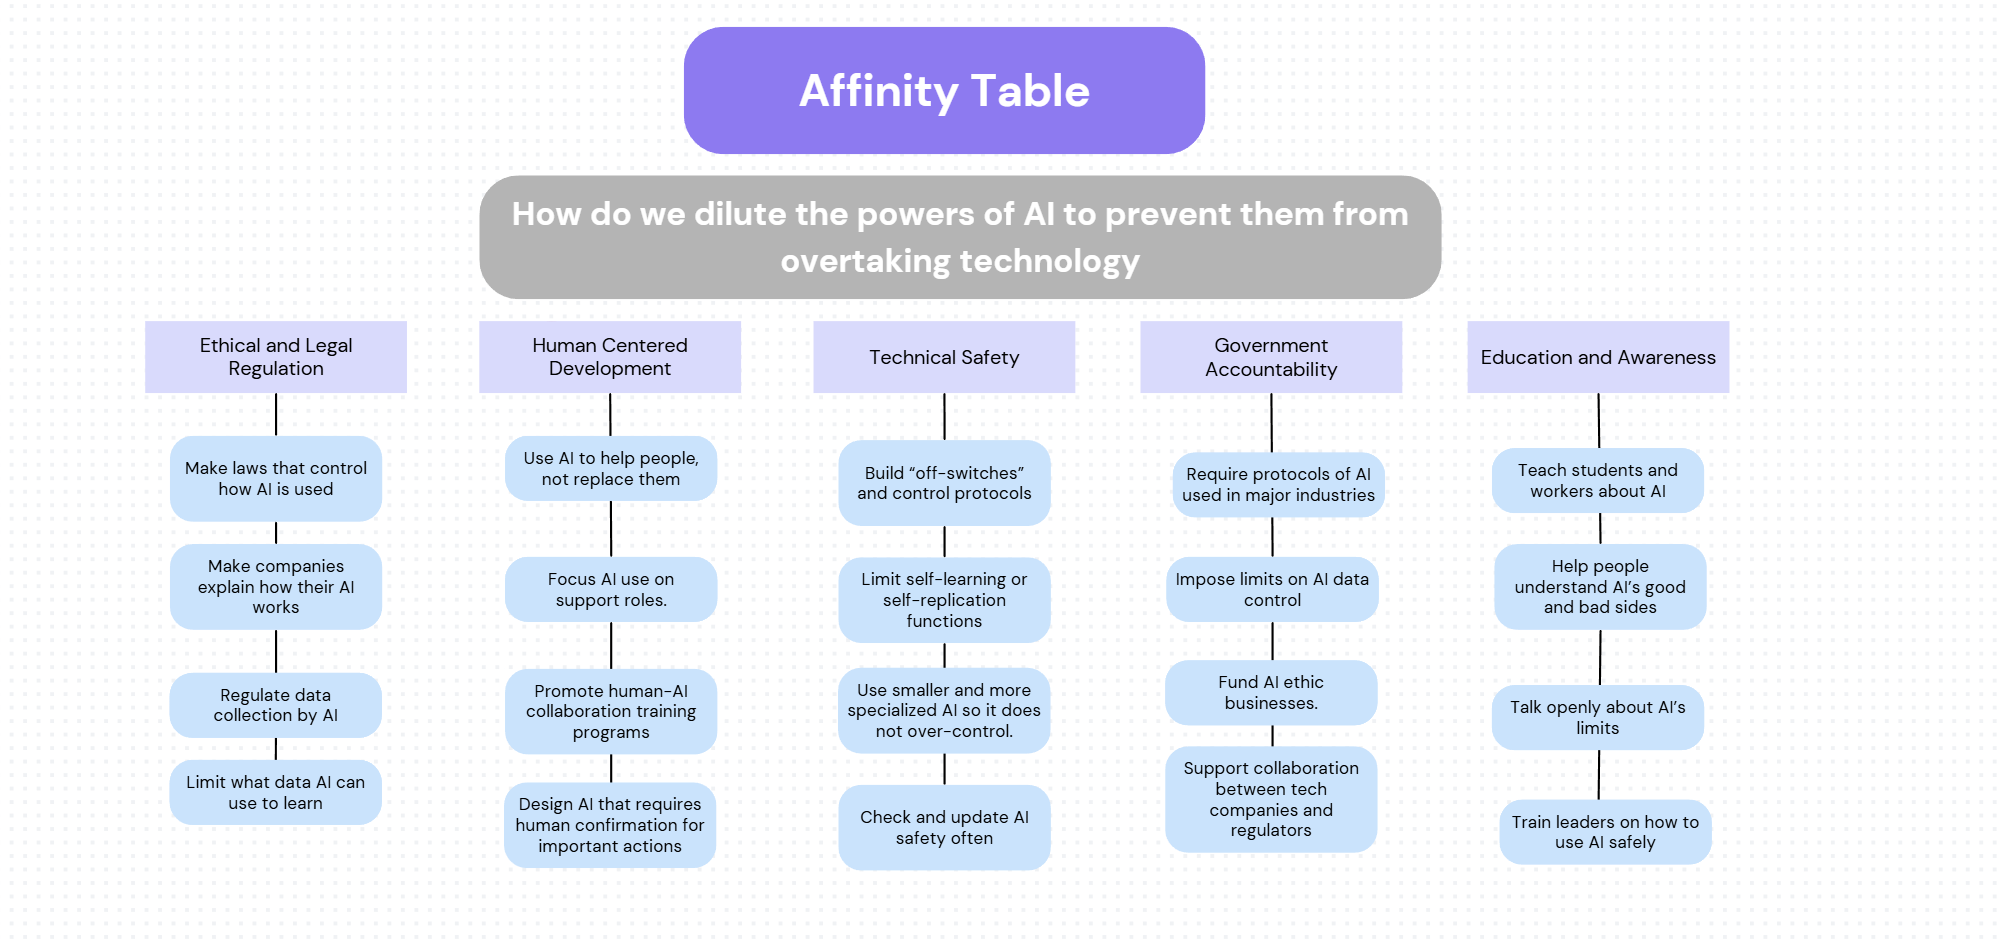 Affinity Table
How do we dilute the powers of AI to prevent them from
overtaking technology
Ethical and Legal
Regulation
Make laws that control
how AI is used
Make companies
explain how their AI
works
Regulate data
collection by AI
Limit what data AI can
use to learn
Human Centered
Development
Use AI to help people,
not replace them
Focus AI use on
support roles.
Promote human-AI
collaboration training
programs
Design AI that requires
human confirmation for
important actions
Technical Safety
Build “off-switches”
and control protocols
Limit self-learning or
self-replication
functions
Use smaller and more
specialized AI so it does
not over-control.
Check and update AI
safety often
Government
Accountability
Require protocols of AI
used in major industries
Impose limits on AI data
control
Fund AI ethic
businesses.
Support collaboration
between tech
companies and
regulators
Education and Awareness
Teach students and
workers about AI
Help people
understand AI’s good
and bad sides
Talk openly about AI’s
limits
Train leaders on how to
use AI safely